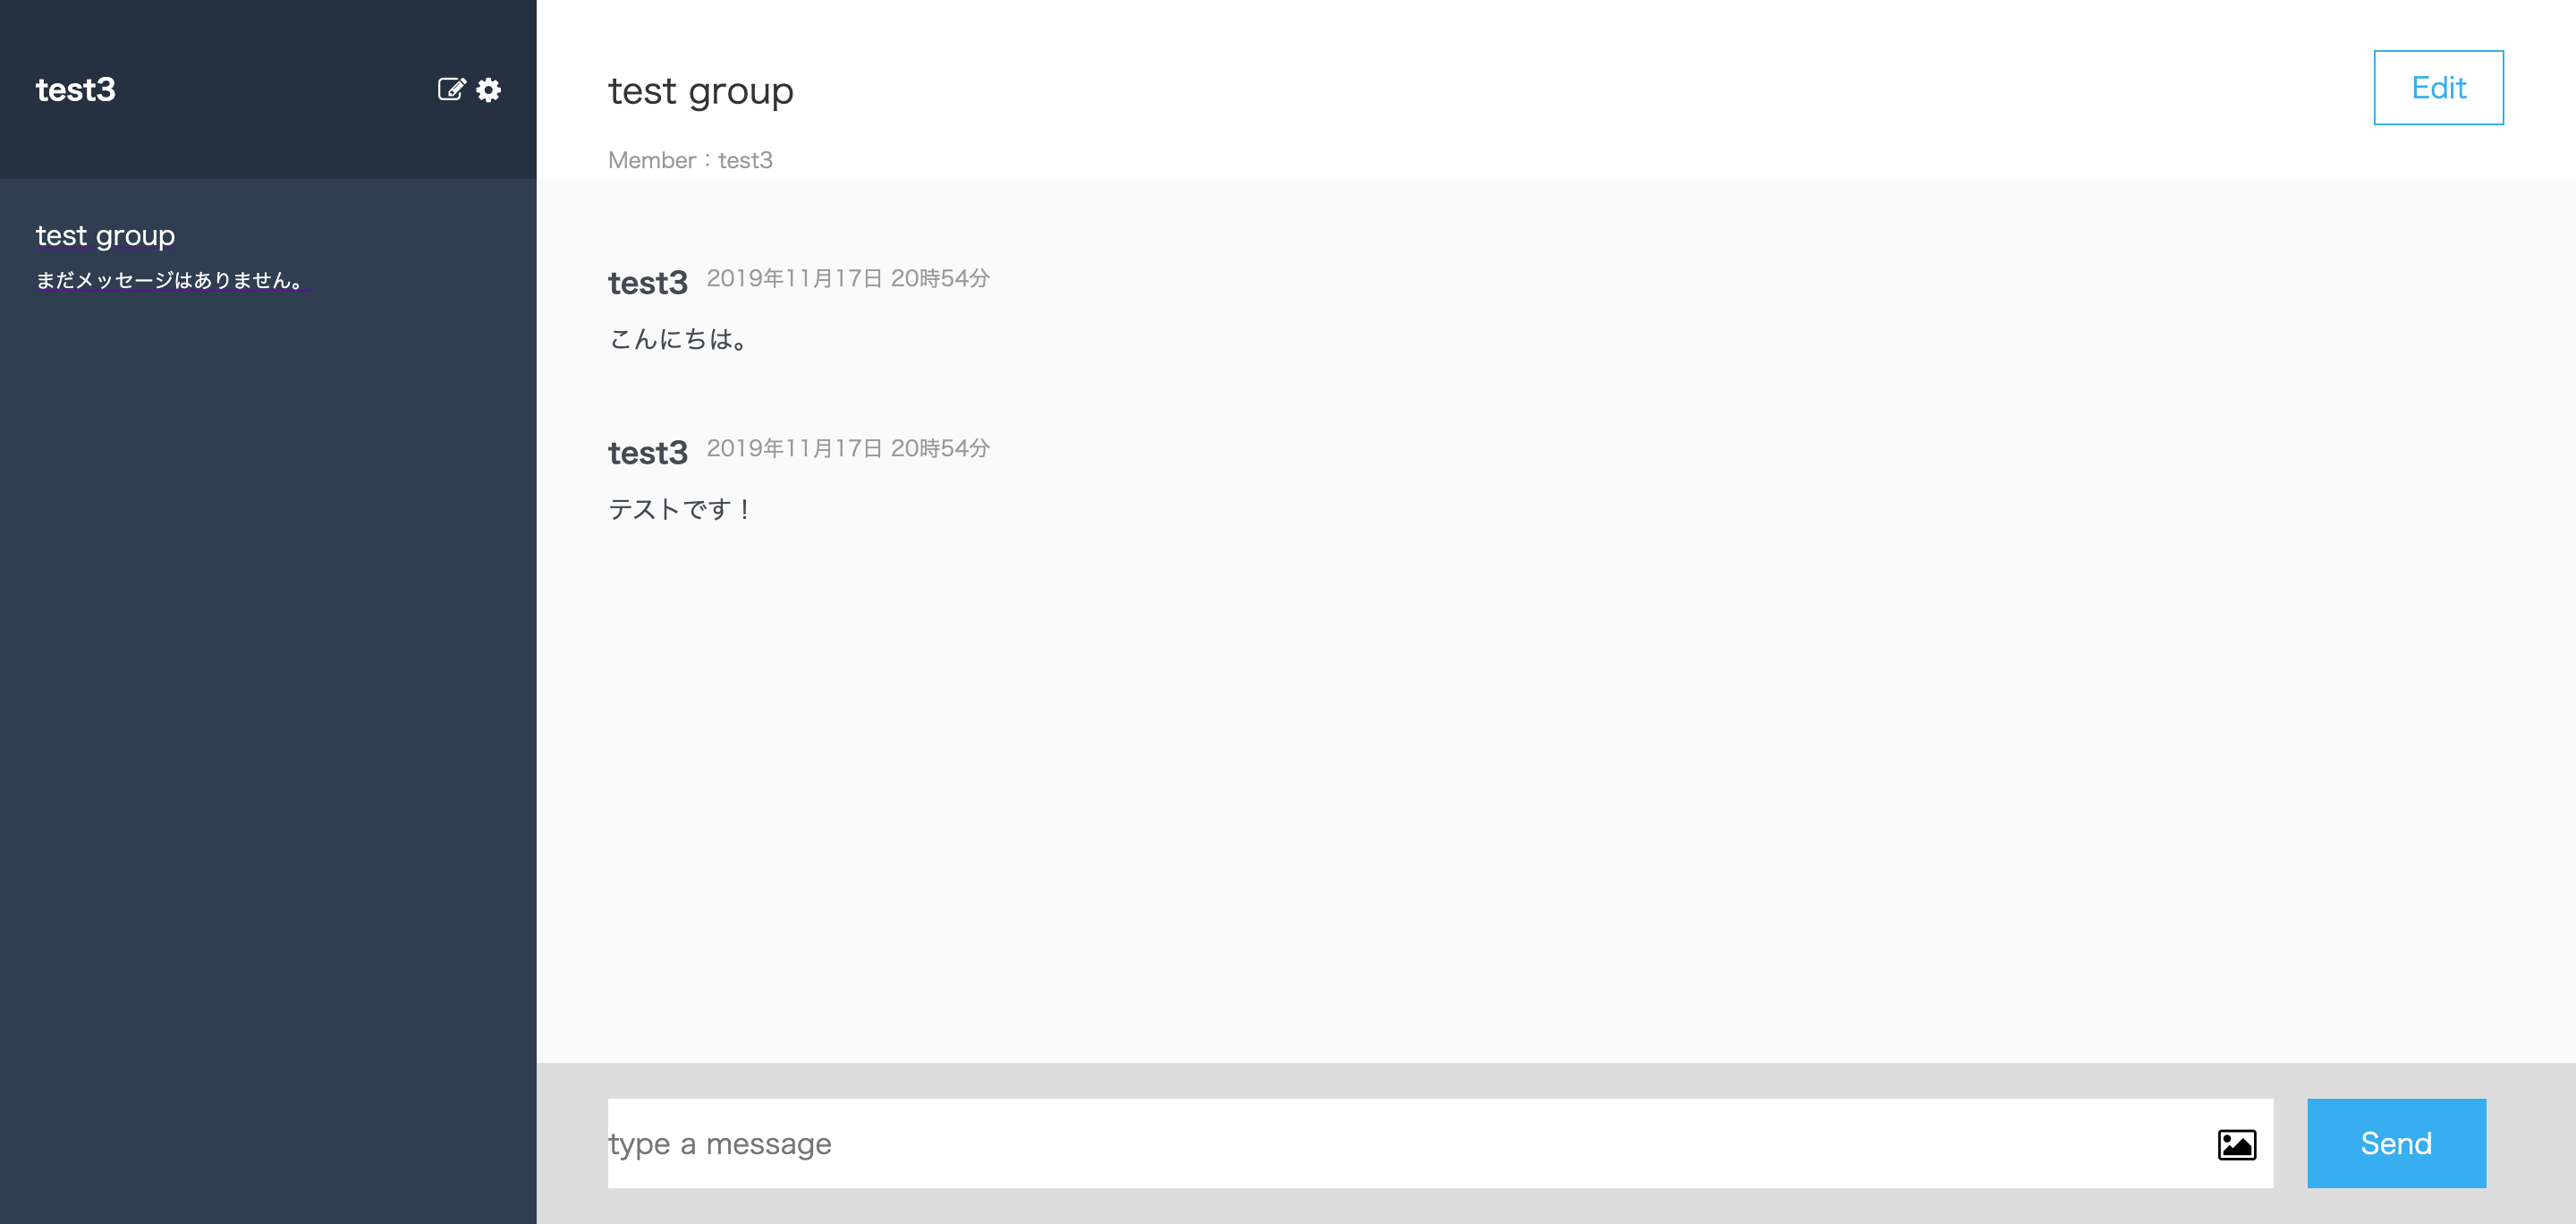 test3
test group
まだメッセージはありません。
test group
Edit
Member：test3
test3 2019年11月17日 20時54分
こんにちは。
test3 2019年11月17日 20時54分
テストです！
type a message
Send